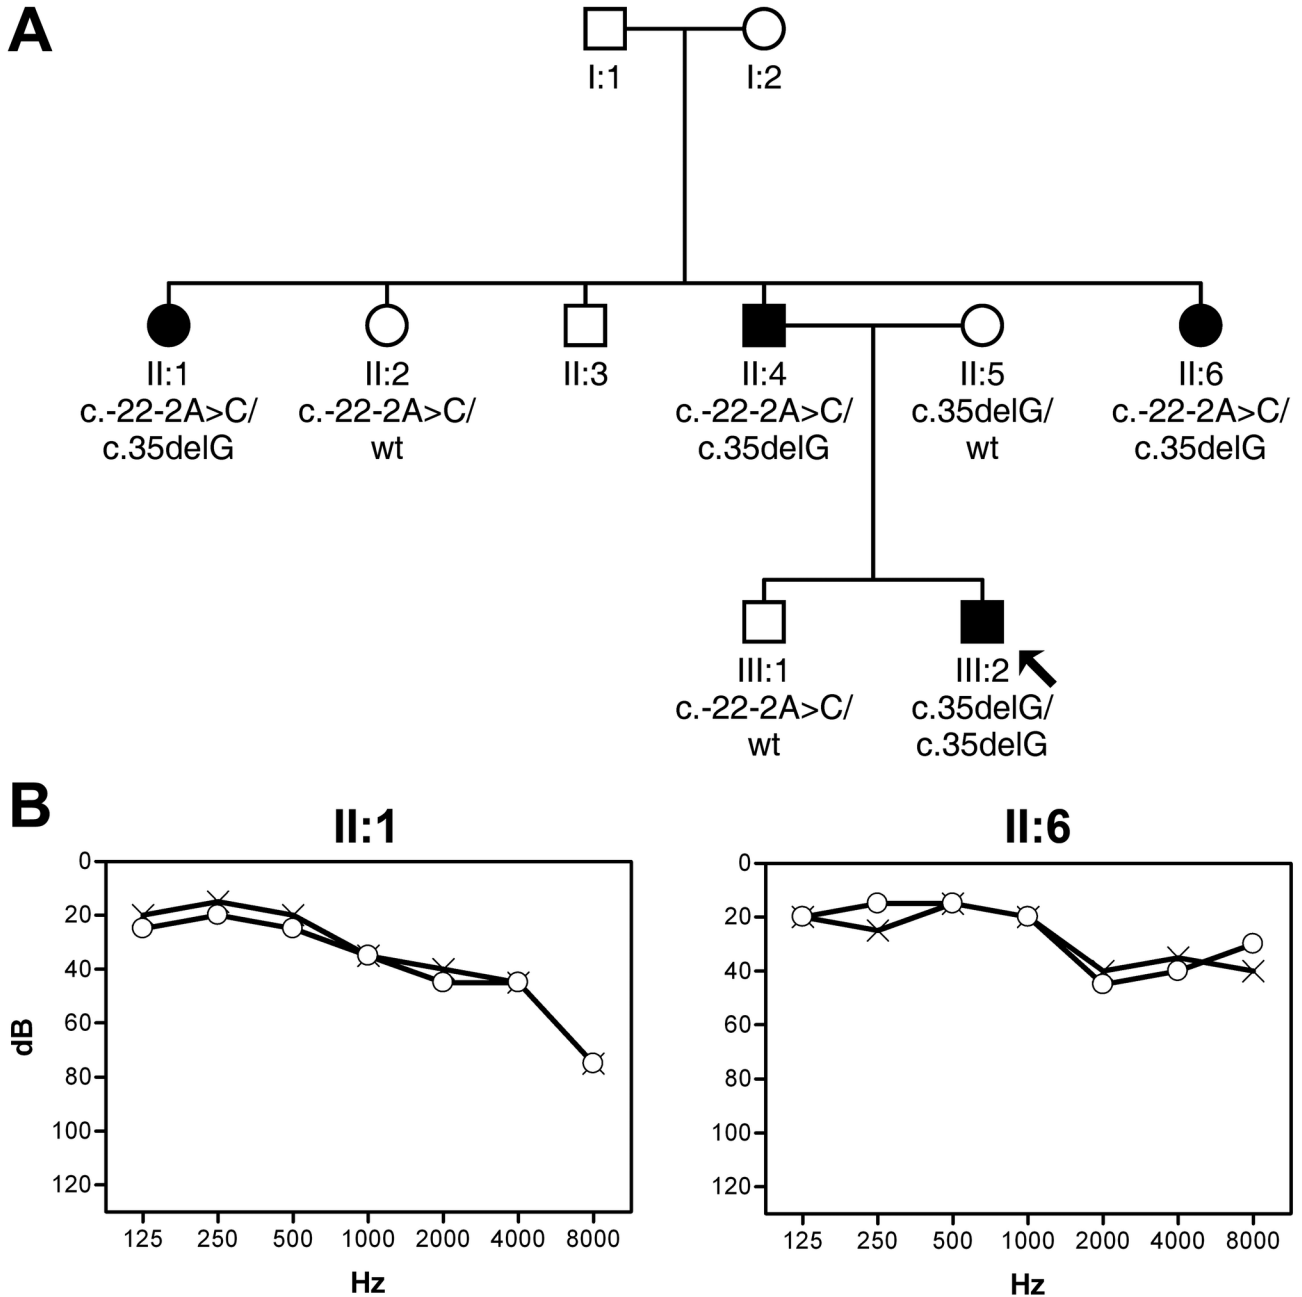 A
I:1 I:2
II:1 II:2 II:3 II:4 II:5 II:6
c.-22-2A>C/ c.-22-2A>C/ c.-22-2A>C/ c.35delG/ c.-22-2A>C/
c.35delG wt c.35delG wt c.35delG
III:1 III:2
c.-22-2A>C/ c.35delG/
wt c.35delG
B
II:1 II:6
0
20
40
60
80
100
120
dB
125 250 500 1000 2000 4000 8000
Hz
0
20
40
60
80
100
120
125 250 500 1000 2000 4000 8000
Hz